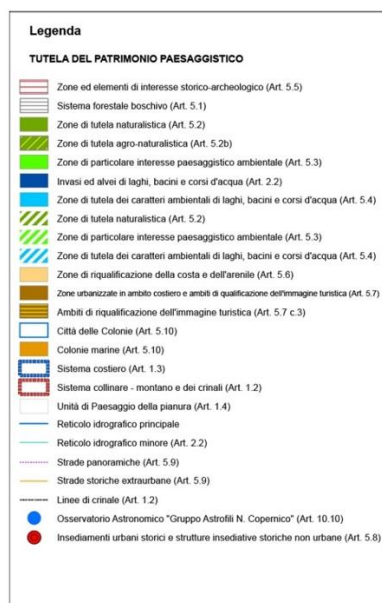 Legenda
TUTELA DEL PATRIMONIO PAESAGGISTICO
Zone ed elementi di interesse storico-archeologico (Art. 5.5)
Sistema forestale boschivo (Art. 5.1)
Zone di tutela naturalistica (Art. 5.2)
Zone di tutela agro-naturalistica (Art. 5.2b)
Zone di particolare interesse paesaggistico ambientale (Art. 5.3)
Invasi ed alvei di laghi, bacini e corsi d'acqua (Art. 2.2)
Zone di tutela dei caratteri ambientali di laghi, bacini e corsi d'acqua (Art. 5.4)
Zone di tutela naturalistica (Art. 5.2)
Zone di particolare interesse paesaggistico ambientale (Art. 5.3)
Zone di tutela dei caratteri ambientali di laghi, bacini e corsi d'acqua (Art. 5.4)
Zone di riqualificazione della costa e dell'arenile (Art. 5.6)
Zone urbanizzate in ambito costiero e ambiti di qualificazione dell'immagine turistica (Art. 5.7)
Ambiti di riqualificazione dell'immagine turistica (Art. 5.7 c.3)
Città delle Colonie (Art. 5.10)
Colonie marine (Art. 5.10)
Sistema costiero (Art. 1.3)
Sistema collinare - montano e dei crinali (Art. 1.2)
Unità di Paesaggio della pianura (Art. 1.4)
Reticolo idrografico principale
Reticolo idrografico minore (Art. 2.2)
Strade panoramiche (Art. 5.9)
Strade storiche extraurbane (Art. 5.9)
Linee di crinale (Art. 1.2)
Osservatorio Astronomico "Gruppo Astrofili N. Copernico" (Art. 10.10)
Insediamenti urbani storici e strutture insediative storiche non urbane (Art. 5.8)